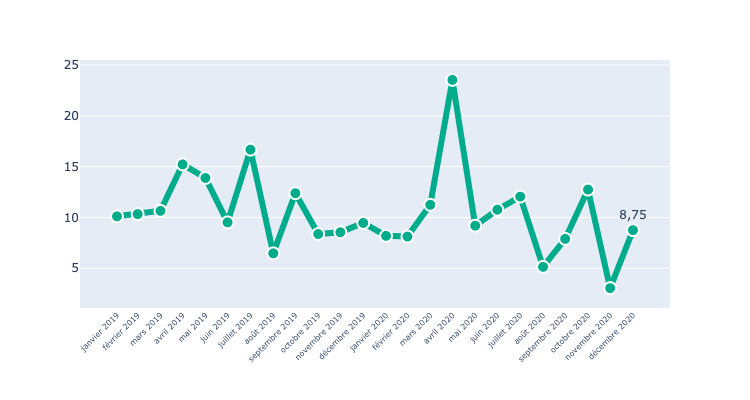 25
20
15
10
5
8,75
janvier 2019
février 2019
mars 2019
avril 2019
mai 2019
juin 2019
juillet 2019
août 2019
septembre 2019
octobre 2019
novembre 2019
décembre 2019
janvier 2020
février 2020
mars 2020
avril 2020
mai 2020
juin 2020
juillet 2020
août 2020
septembre 2020
octobre 2020
novembre 2020
décembre 2020